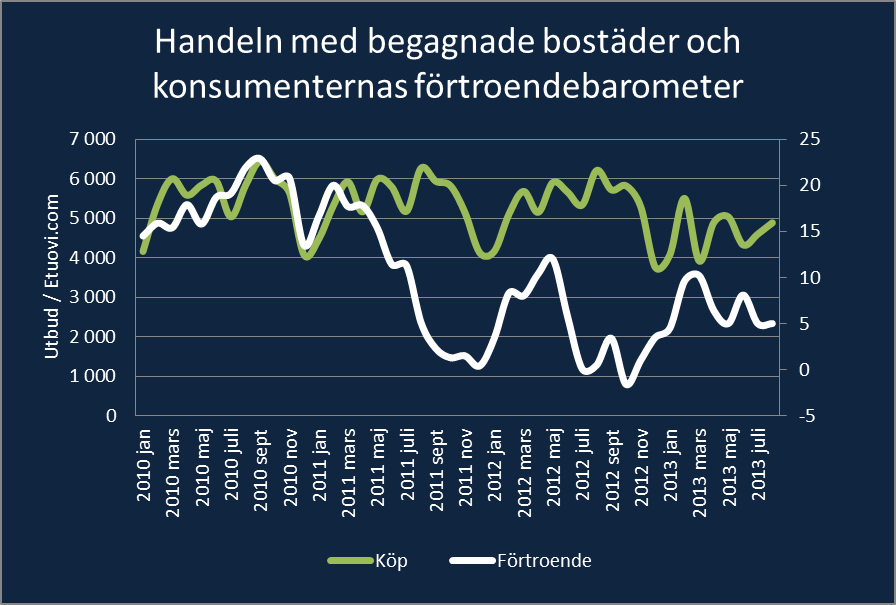 Handeln med begagnade bostäder och
konsumenternas förtroendebarometer
7 000
6 000
5 000
4 000
3 000
2 000
1 000
0
Utbud / Etuovi.com
25
20
15
10
5
0
-5
2010 jan
2010 mars
2010 maj
2010 juli
2010 sept
2010 nov
2011 jan
2011 mars
2011 maj
2011 juli
2011 sept
2011 nov
2012 jan
2012 mars
2012 maj
2012 juli
2012 sept
2012 nov
2013 jan
2013 mars
2013 maj
2013 juli
Köp
Förtroende